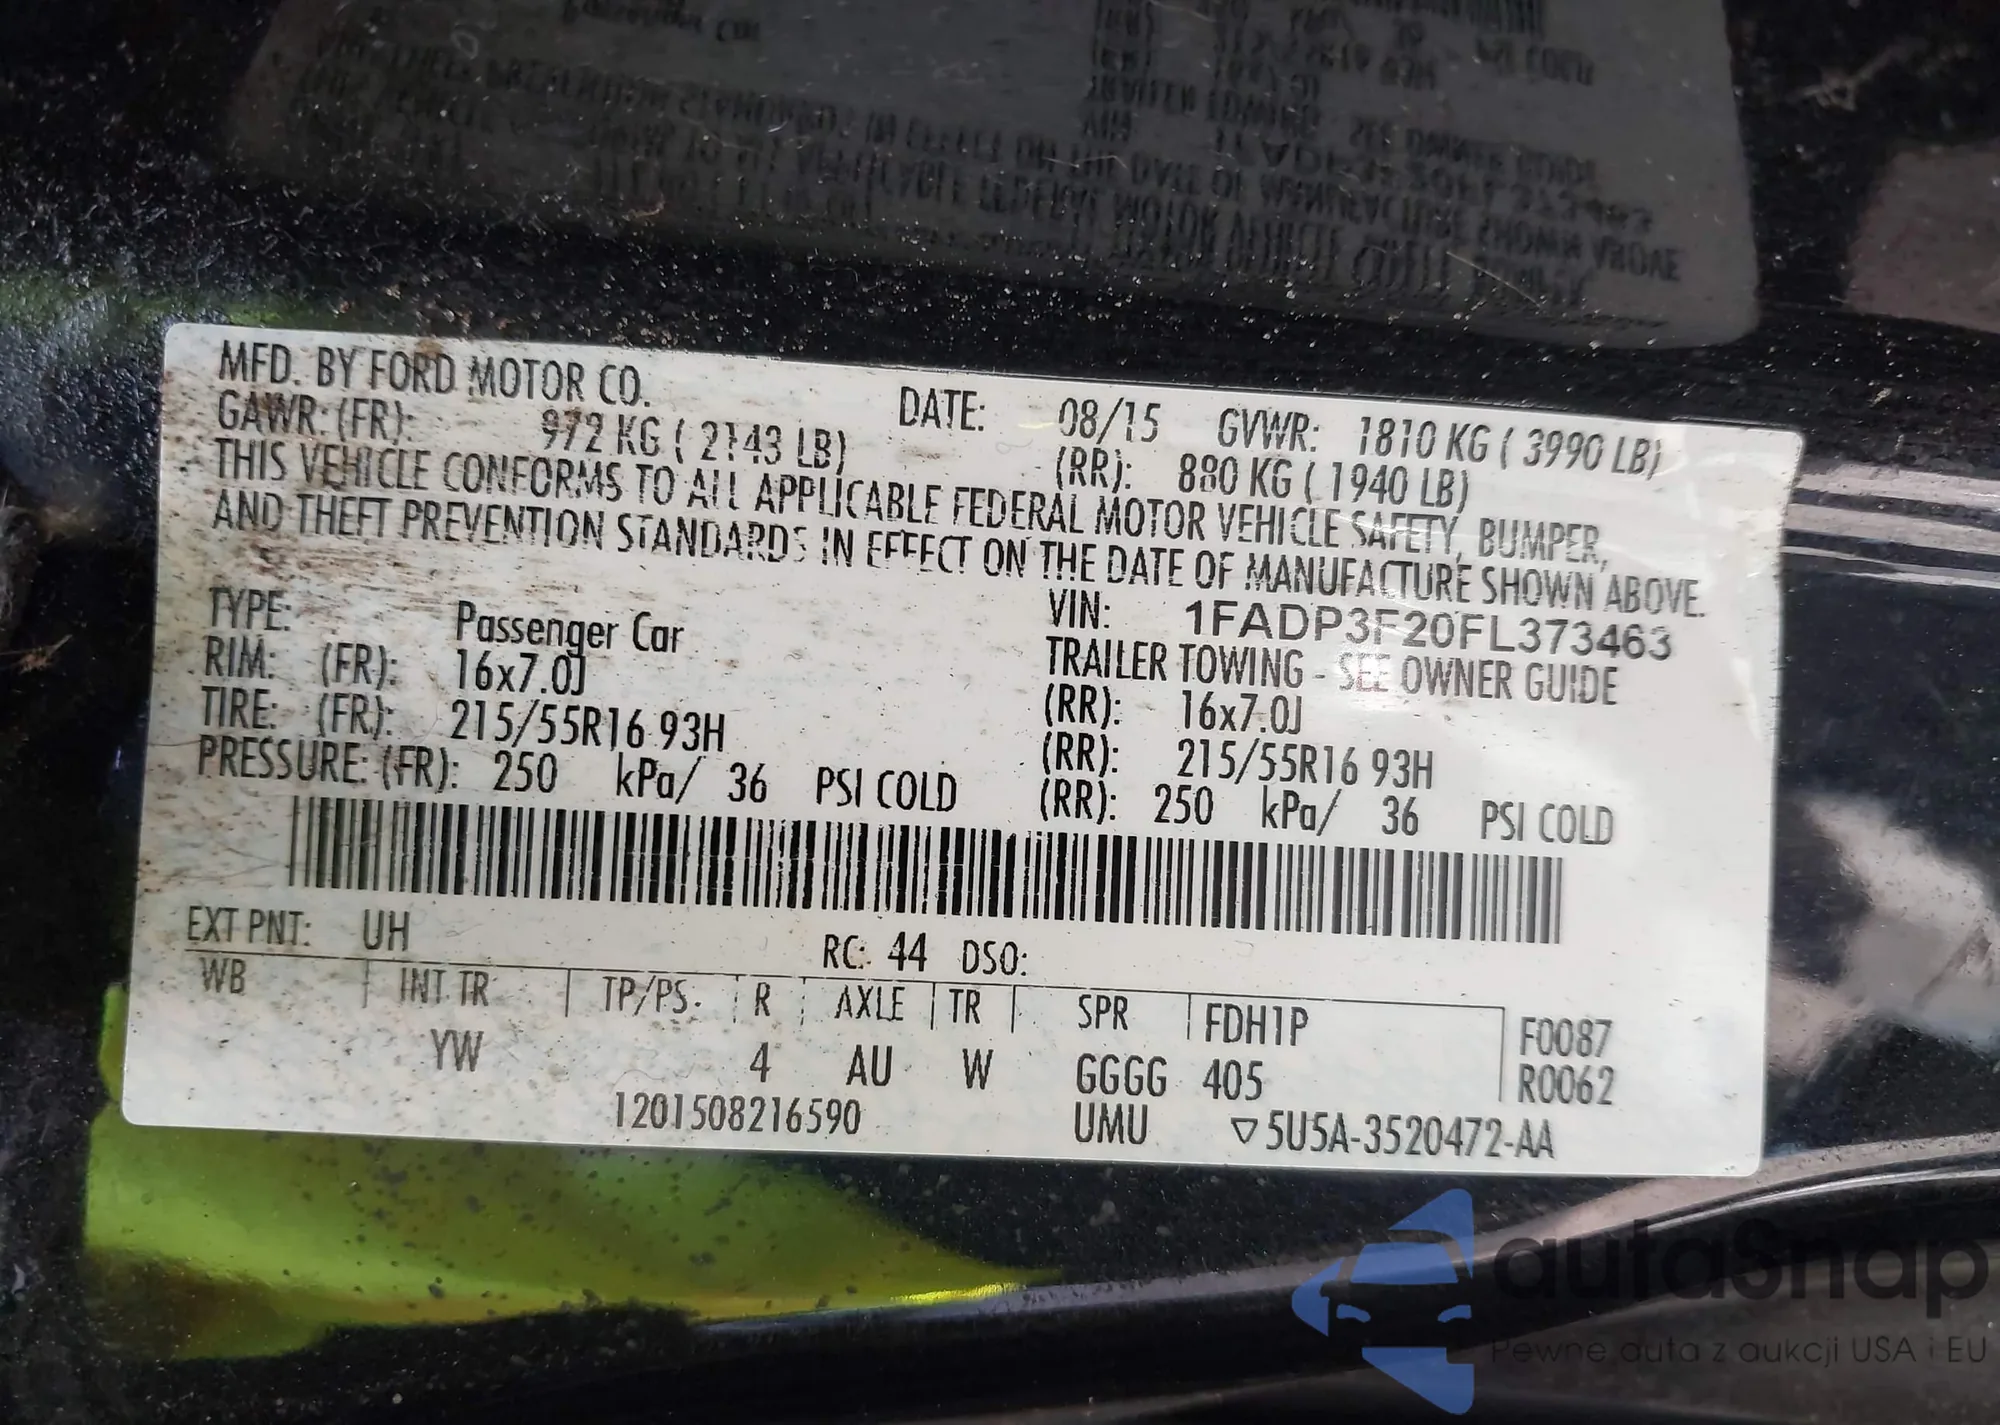 MFD. BY FORD MOTOR CO. DATE: 08/15 GVWR: 1810 KG ( 3990 LB)
GAWR: (FR): 972 KG ( 2143 LB) (RR): 880 KG ( 1940 LB)
THIS VEHICLE CONFORMS TO ALL APPLICABLE FEDERAL MOTOR VEHICLE SAFETY, BUMPER,
AND THEFT PREVENTION STANDARDS IN EFFECT ON THE DATE OF MANUFACTURE SHOWN ABOVE.
VIN: 1FADP3F20FL373463
TYPE: Passenger Car TRAILER TOWING - SEE OWNER GUIDE
RIM: (FR): 16x7.0J (RR): 16x7.0J
TIRE: (FR): 215/55R16 93H (RR): 215/55R16 93H
PRESSURE: (FR): 250 kPa/ 36 PSI COLD (RR): 250 kPa/ 36 PSI COLD
EXT PNT: UH RC: 44 DSO:
WB INT TR TP/PS R AXLE TR SPR FDH1P F0087
YW 4 AU W GGGG 405 R0062
1201508216590 UMU ▽5U5A-3520472-AA
autaSnap
Pewne auta z aukcji USA i EU